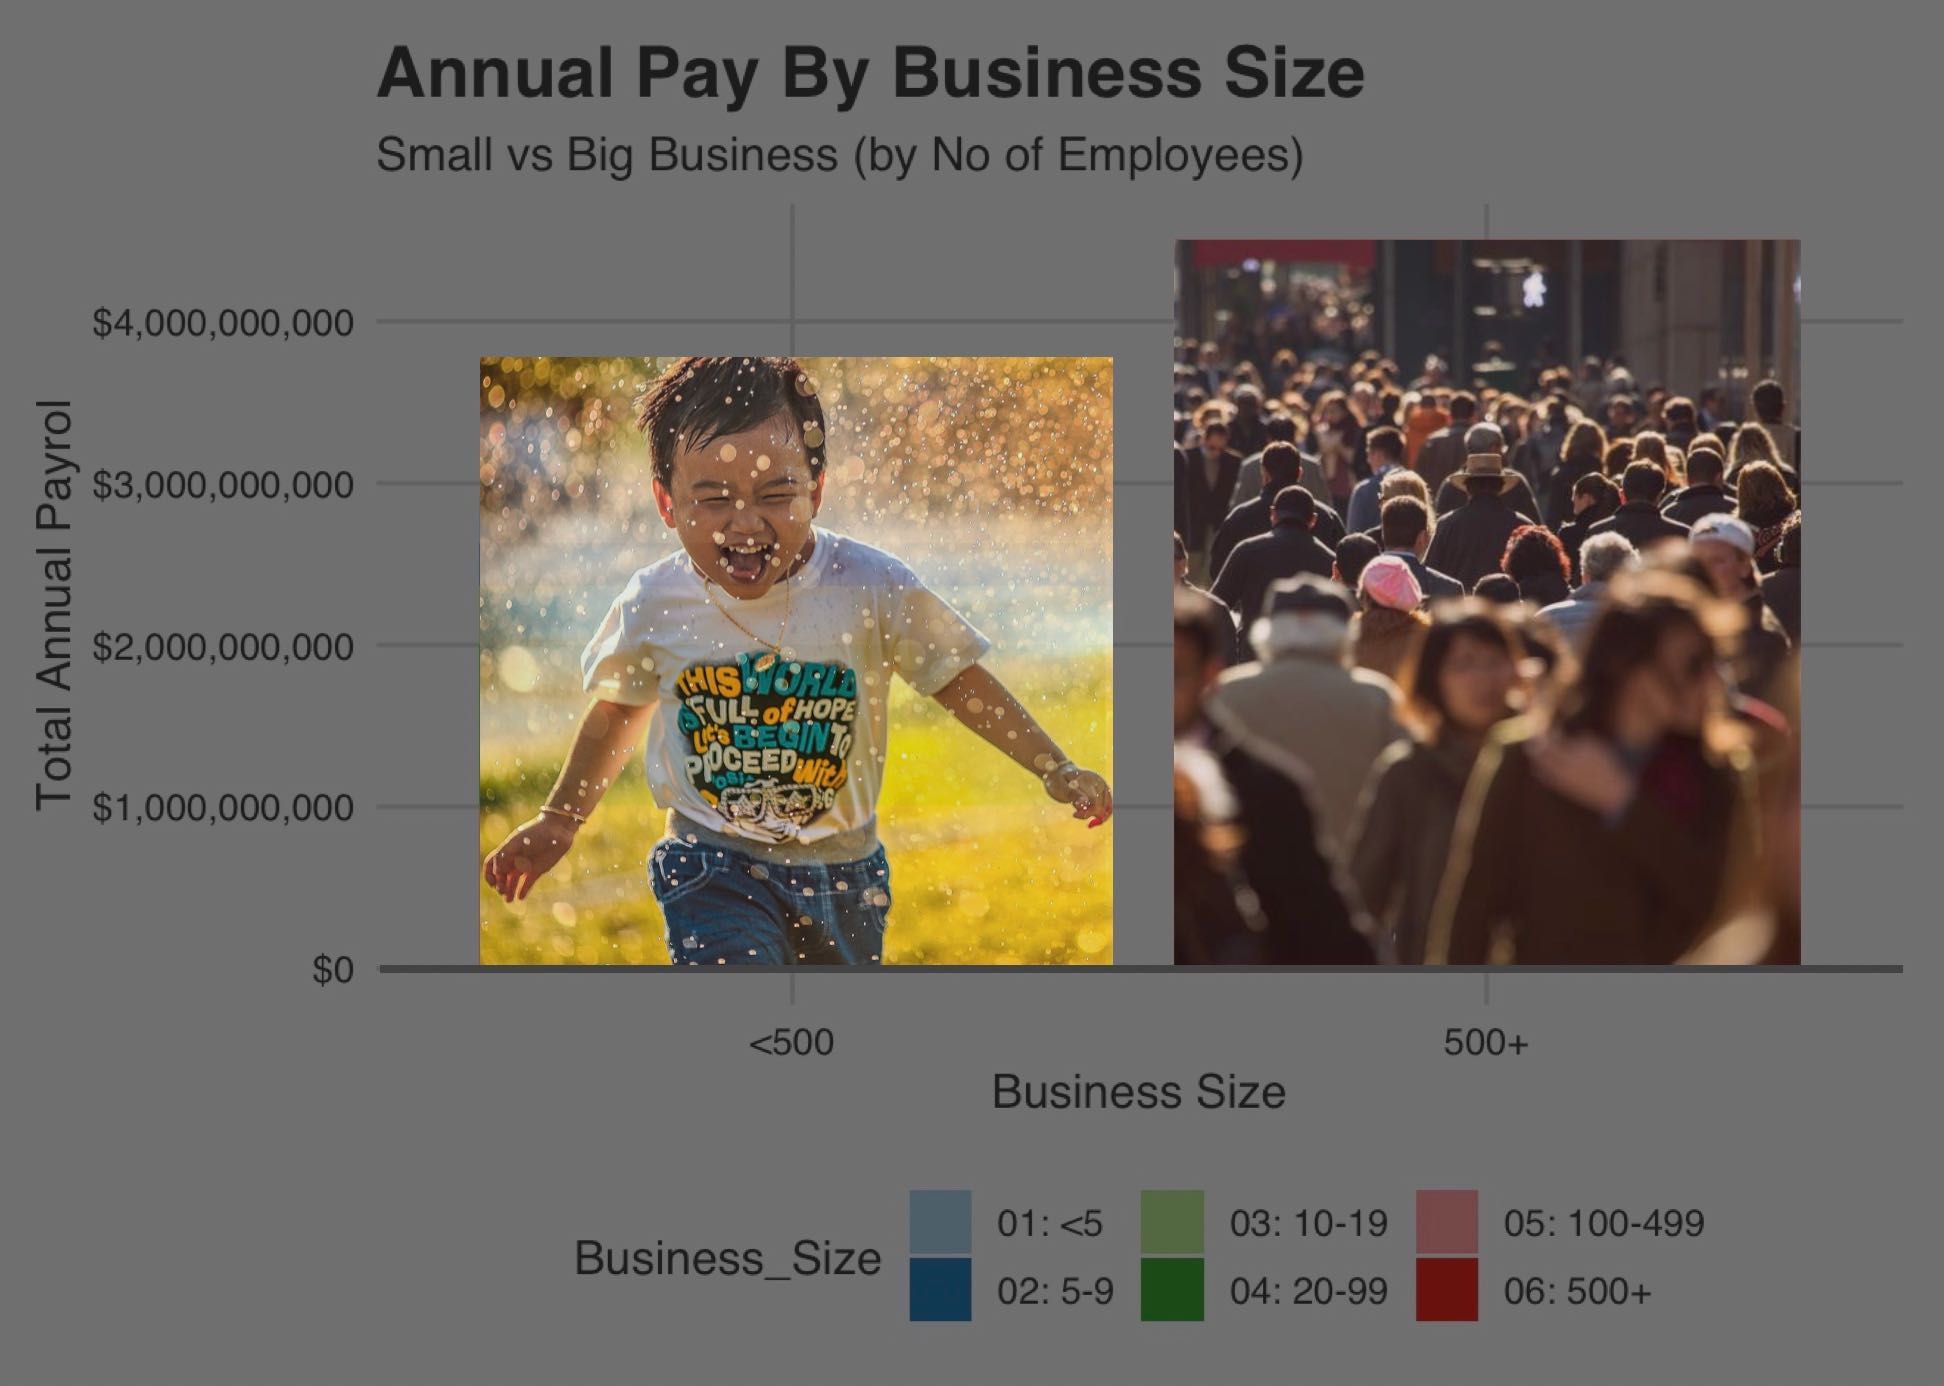 Annual Pay By Business Size
Small vs Big Business (by No of Employees)
Total Annual Payrol
$4,000,000,000
$3,000,000,000
$2,000,000,000
$1,000,000,000
$0
THIS WORLD
FULL of HOPE
Let's BEGIN TO
PROCEED With
<500
500+
Business Size
Business_Size
01: <5
03: 10-19
05: 100-499
02: 5-9
04: 20-99
06: 500+